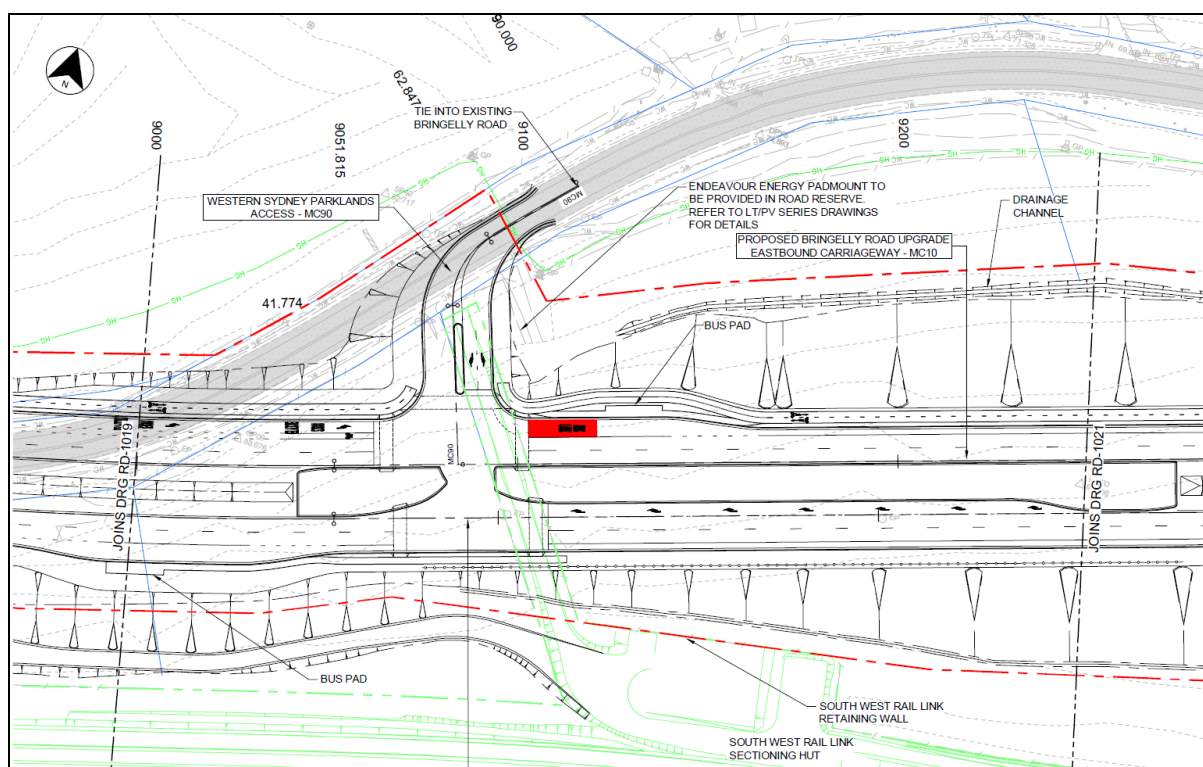 N
90.000
62.847
9000
9051.815
9100
9200
TIE INTO EXISTING
BRINGELLY ROAD
MC90
WESTERN SYDNEY PARKLANDS
ACCESS - MC90
ENDEAVOUR ENERGY PADMOUNT TO
BE PROVIDED IN ROAD RESERVE.
REFER TO LT/PV SERIES DRAWINGS
FOR DETAILS
DRAINAGE
CHANNEL
PROPOSED BRINGELLY ROAD UPGRADE
EASTBOUND CARRIAGEWAY - MC10
41.774
BUS PAD
MC90
JOINS DRG RD-1019
JOINS DRG RD-1021
BUS PAD
SOUTH WEST RAIL LINK
RETAINING WALL
SOUTH WEST RAIL LINK
SECTIONING HUT